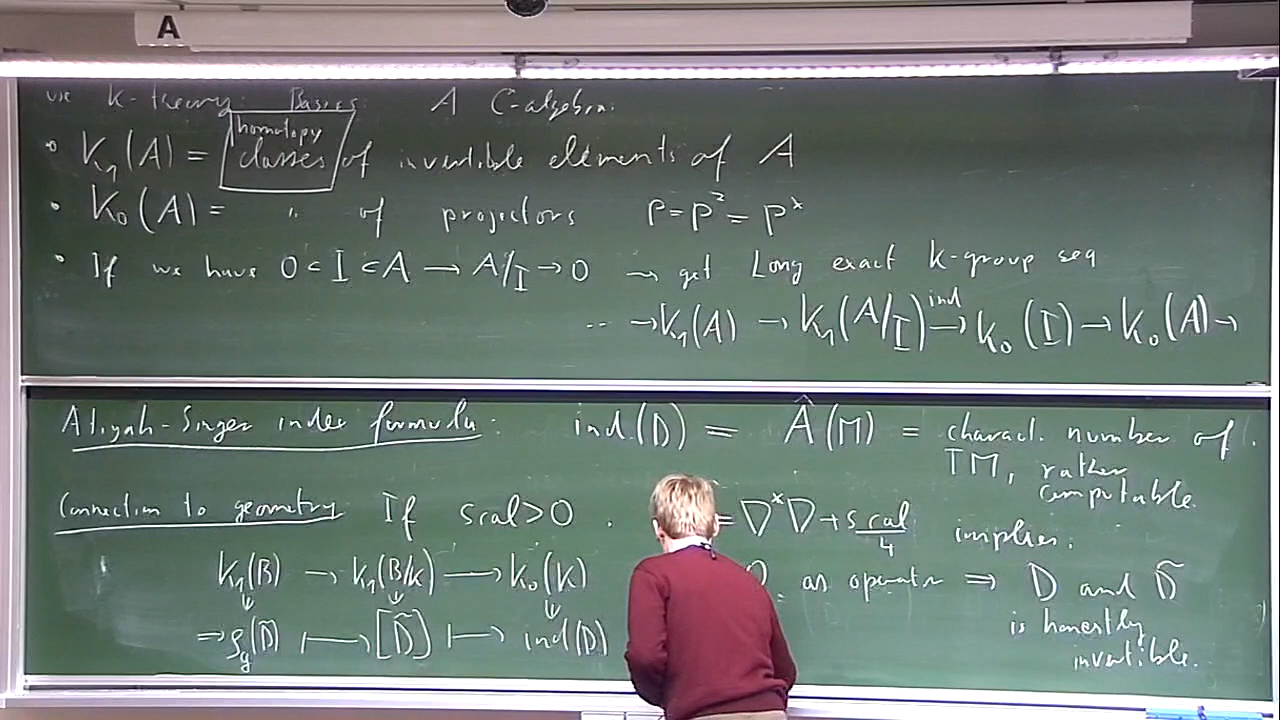 A
use K-theory: Basics: A C-algebra:
• K₁(A) = homotopy classes of invertible elements of A
• K₀(A) = " of projectors P = P² = P*
• If we have 0 ⊂ I ⊂ A → A/I → 0 ⇝ get Long exact K-group seq
‥ → K₁(A) → K₁(A/I) →ind K₀(I) → K₀(A) →
Atiyah-Singer index formula: ind(D) = Â(M) = charact. number of TM, rather computable.
Connection to geometry If scal > 0 . = ∇*∇ + scal/4 implies:
K₁(B) → K₁(B/K) → K₀(K) 0. as operator ⇒ D and D̃
⇒ ρg(D̃) ↦ [D̃] ↦ ind(D) is honestly invertible.